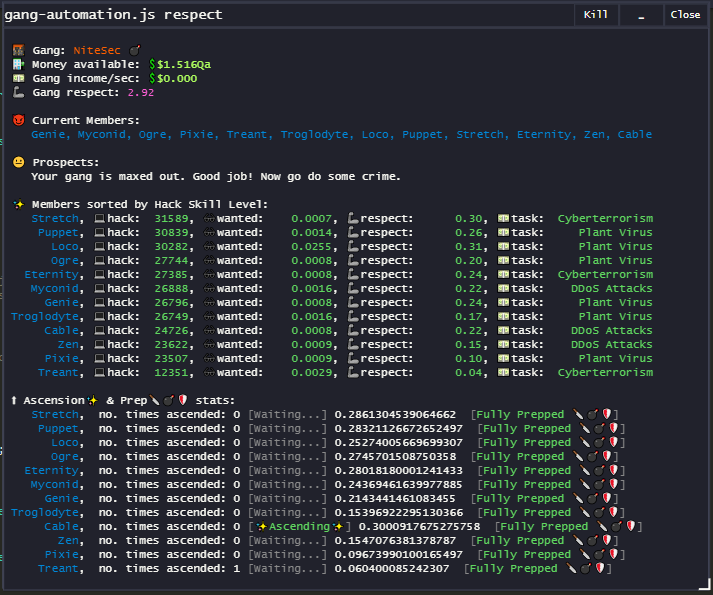 gang-automation.js respect Kill _ Close
Gang: NiteSec
Money available: $$1.516Qa
Gang income/sec: $$0.000
Gang respect: 2.92
Current Members:
Genie, Myconid, Ogre, Pixie, Treant, Troglodyte, Loco, Puppet, Stretch, Eternity, Zen, Cable
Prospects:
Your gang is maxed out. Good job! Now go do some crime.
Members sorted by Hack Skill Level:
Stretch, hack: 31589, wanted: 0.0007, respect: 0.30, task: Cyberterrorism
Puppet, hack: 30839, wanted: 0.0014, respect: 0.26, task: Plant Virus
Loco, hack: 30282, wanted: 0.0255, respect: 0.31, task: Plant Virus
Ogre, hack: 27744, wanted: 0.0008, respect: 0.20, task: Plant Virus
Eternity, hack: 27385, wanted: 0.0008, respect: 0.24, task: Cyberterrorism
Myconid, hack: 26888, wanted: 0.0016, respect: 0.22, task: DDoS Attacks
Genie, hack: 26796, wanted: 0.0008, respect: 0.24, task: Plant Virus
Troglodyte, hack: 26749, wanted: 0.0016, respect: 0.17, task: Plant Virus
Cable, hack: 24726, wanted: 0.0008, respect: 0.22, task: DDoS Attacks
Zen, hack: 23622, wanted: 0.0009, respect: 0.15, task: DDoS Attacks
Pixie, hack: 23507, wanted: 0.0009, respect: 0.10, task: Plant Virus
Treant, hack: 12351, wanted: 0.0029, respect: 0.04, task: Cyberterrorism
Ascension & Prep stats:
Stretch, no. times ascended: 0 [Waiting...] 0.2861304539064662 [Fully Prepped]
Puppet, no. times ascended: 0 [Waiting...] 0.28321126672652497 [Fully Prepped]
Loco, no. times ascended: 0 [Waiting...] 0.25274005669699307 [Fully Prepped]
Ogre, no. times ascended: 0 [Waiting...] 0.2745701508750358 [Fully Prepped]
Eternity, no. times ascended: 0 [Waiting...] 0.28018180001241433 [Fully Prepped]
Myconid, no. times ascended: 0 [Waiting...] 0.24369461639977885 [Fully Prepped]
Genie, no. times ascended: 0 [Waiting...] 0.2143441461083455 [Fully Prepped]
Troglodyte, no. times ascended: 0 [Waiting...] 0.15396922295130366 [Fully Prepped]
Cable, no. times ascended: 0 [Ascending] 0.3000917675275758 [Fully Prepped]
Zen, no. times ascended: 0 [Waiting...] 0.1547076381378787 [Fully Prepped]
Pixie, no. times ascended: 0 [Waiting...] 0.09673990100165497 [Fully Prepped]
Treant, no. times ascended: 1 [Waiting...] 0.060400085242307 [Fully Prepped]